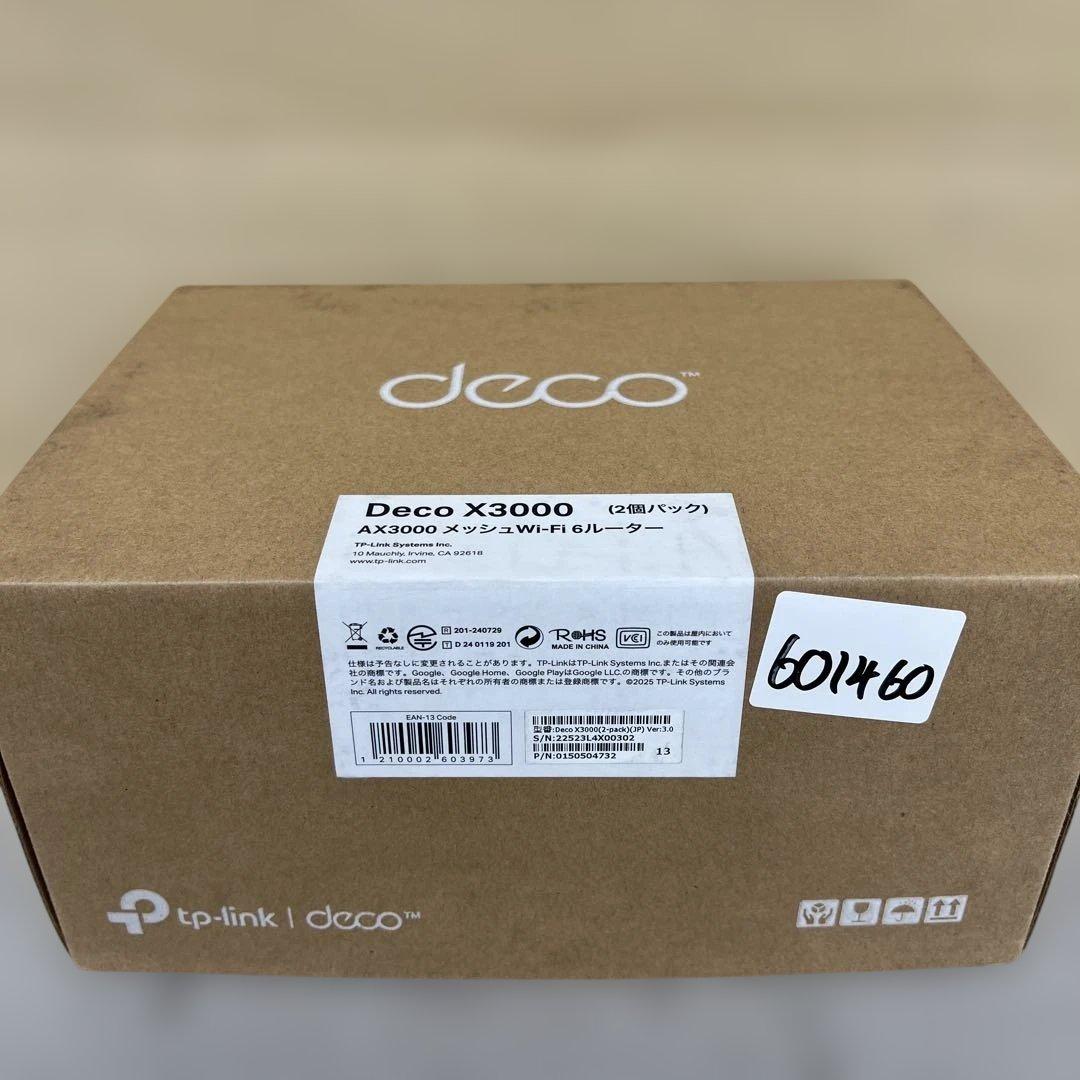 deco™
Deco X3000 (2個パック)
AX3000 メッシュWi-Fi 6ルーター
TP-Link Systems Inc.
10 Mauchly, Irvine, CA 92618
www.tp-link.com
RECYCLABLE
R 201-240729
T D 24 0119 201
RoHS
MADE IN CHINA
VCCI
この製品は屋内において
のみ使用可能です
仕様は予告なしに変更されることがあります。TP-LinkはTP-Link Systems Inc.またはその関連会
社の商標です。Google、Google Home、Google PlayはGoogle LLC.の商標です。その他のブラ
ンド名および製品名はそれぞれの所有者の商標または登録商標です。©2025 TP-Link Systems
Inc. All rights reserved.
EAN-13 Code
1 210002 603973
型番:Deco X3000(2-pack)(JP) Ver:3.0
S/N:22523L4X00302
P/N:0150504732
13
601460
tp-link | deco™